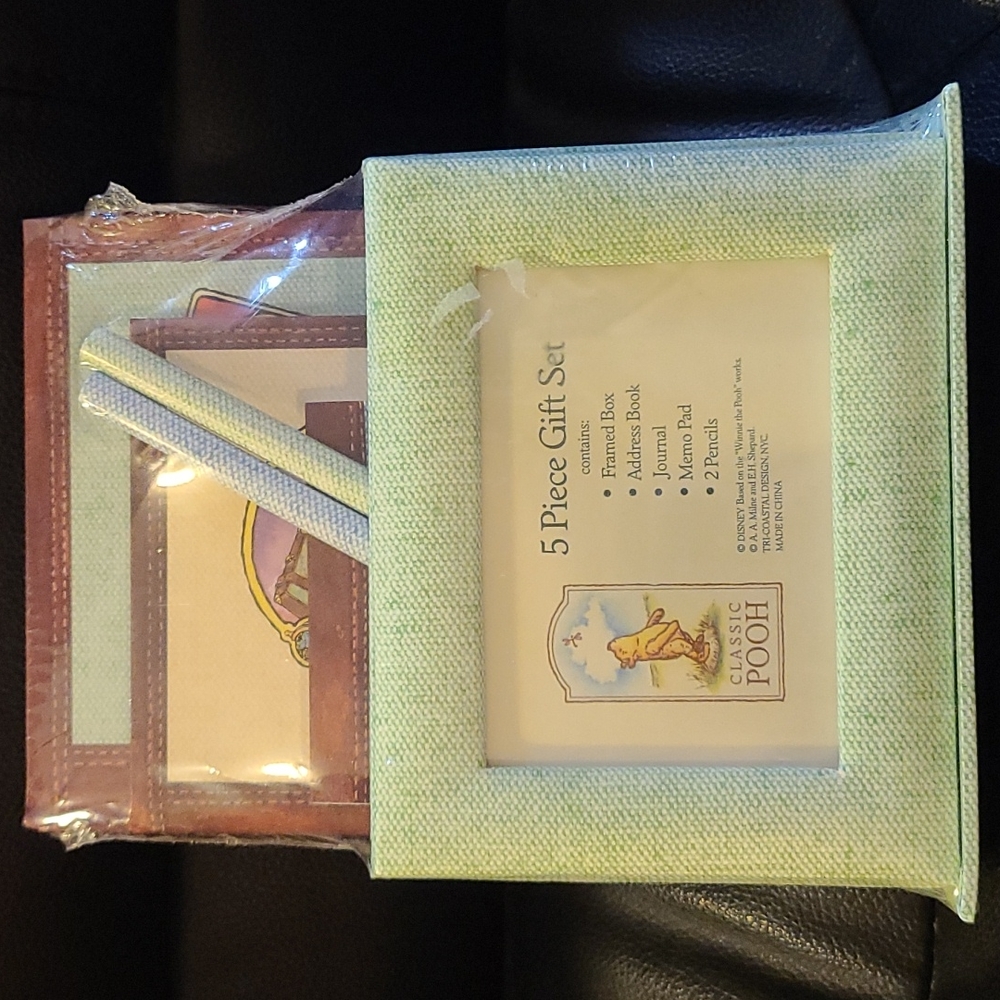 CLASSIC
POOH
5 Piece Gift Set
contains:
• Framed Box
• Address Book
• Journal
• Memo Pad
• 2 Pencils
© DISNEY Based on the "Winnie the Pooh" works.
© A.A. Milne and E.H. Shepard.
TRI-COASTAL DESIGN, NYC
MADE IN CHINA